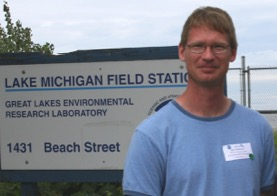 LAKE MICHIGAN FIELD STATION
GREAT LAKES ENVIRONMENTAL
RESEARCH LABORATORY
1431 Beach Street